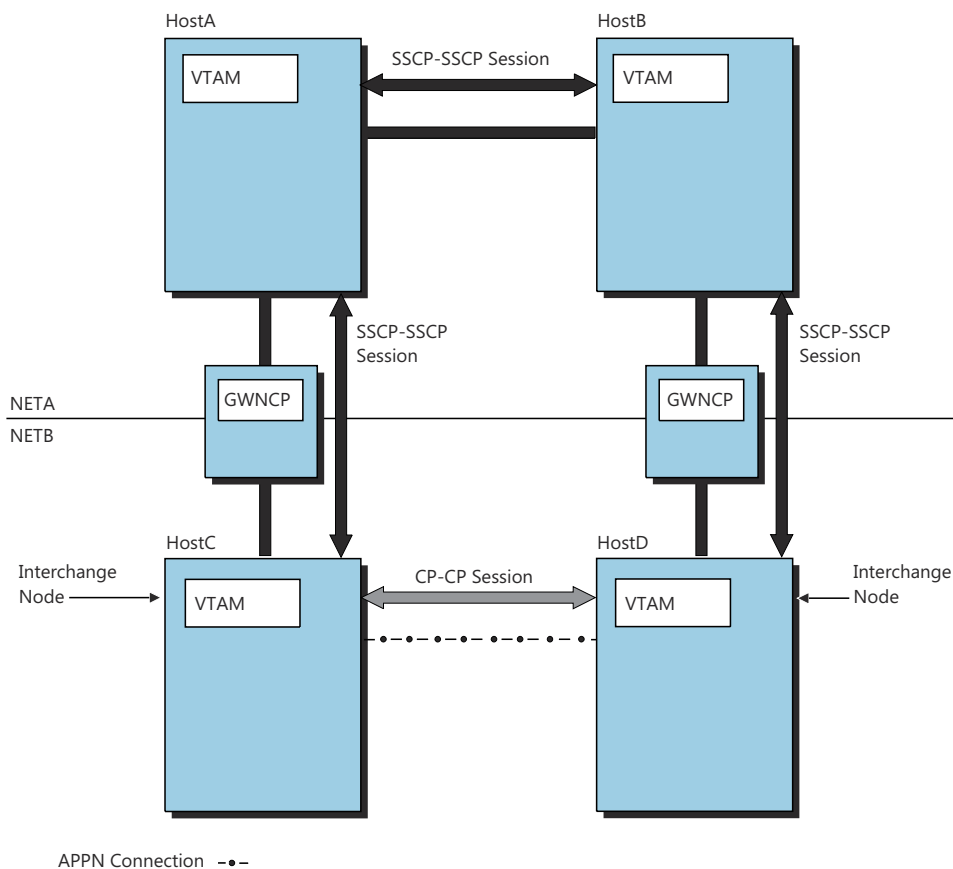 HostA
HostB
VTAM
SSCP-SSCP Session
VTAM
SSCP-SSCP
Session
SSCP-SSCP
Session
GWNCP
GWNCP
NETA
NETB
HostC
HostD
Interchange
Node
VTAM
CP-CP Session
VTAM
Interchange
Node
APPN Connection